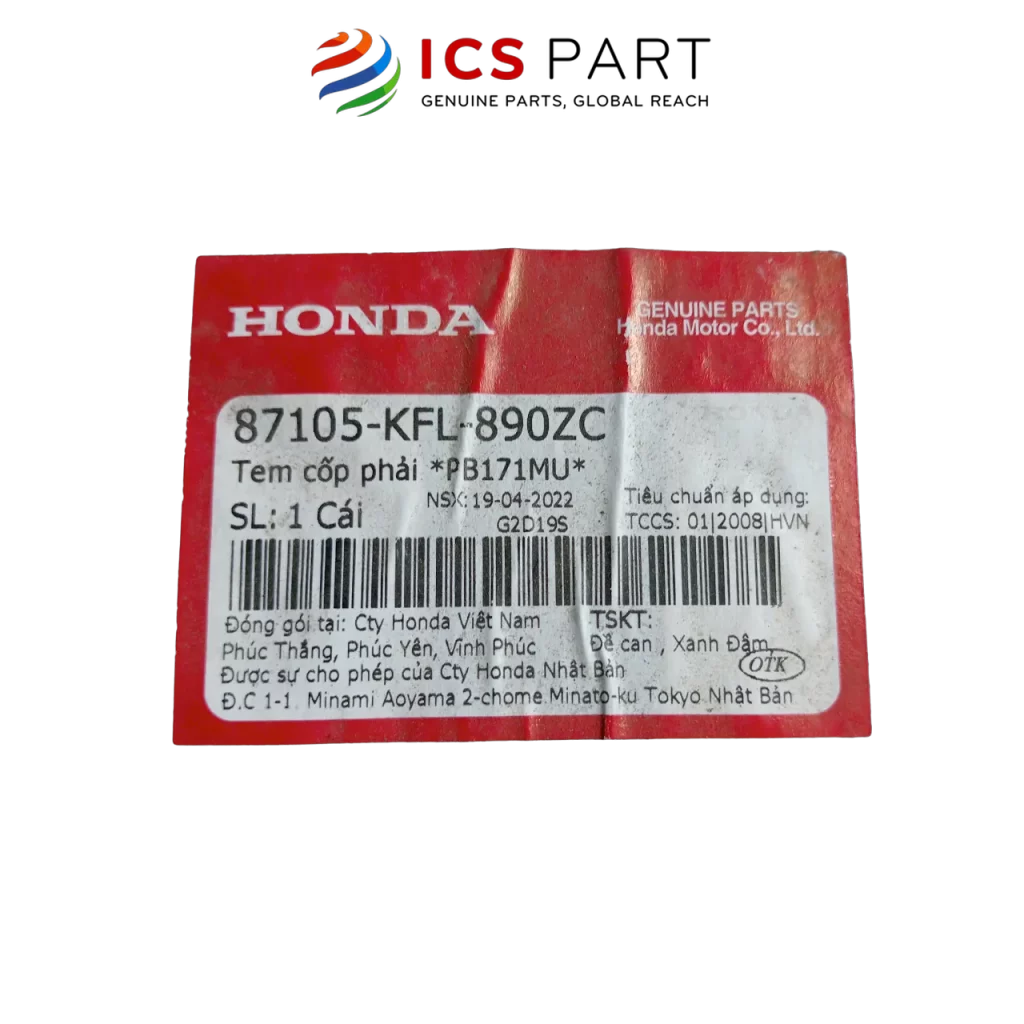 ICS PART
GENUINE PARTS, GLOBAL REACH
HONDA
GENUINE PARTS
Honda Motor Co., Ltd.
87105-KFL-890ZC
Tem cốp phải *PB171MU*
SL: 1 Cái
NSX: 19-04-2022
G2D19S
Tiêu chuẩn áp dụng:
TCCS: 01|2008|HVN
Đóng gói tại: Cty Honda Việt Nam
Phúc Thắng, Phúc Yên, Vĩnh Phúc
TSKT:
Đề can , Xanh Đậm,
Được sự cho phép của Cty Honda Nhật Bản
OTK
Đ.C 1-1 Minami Aoyama 2-chome Minato-ku Tokyo Nhật Bản